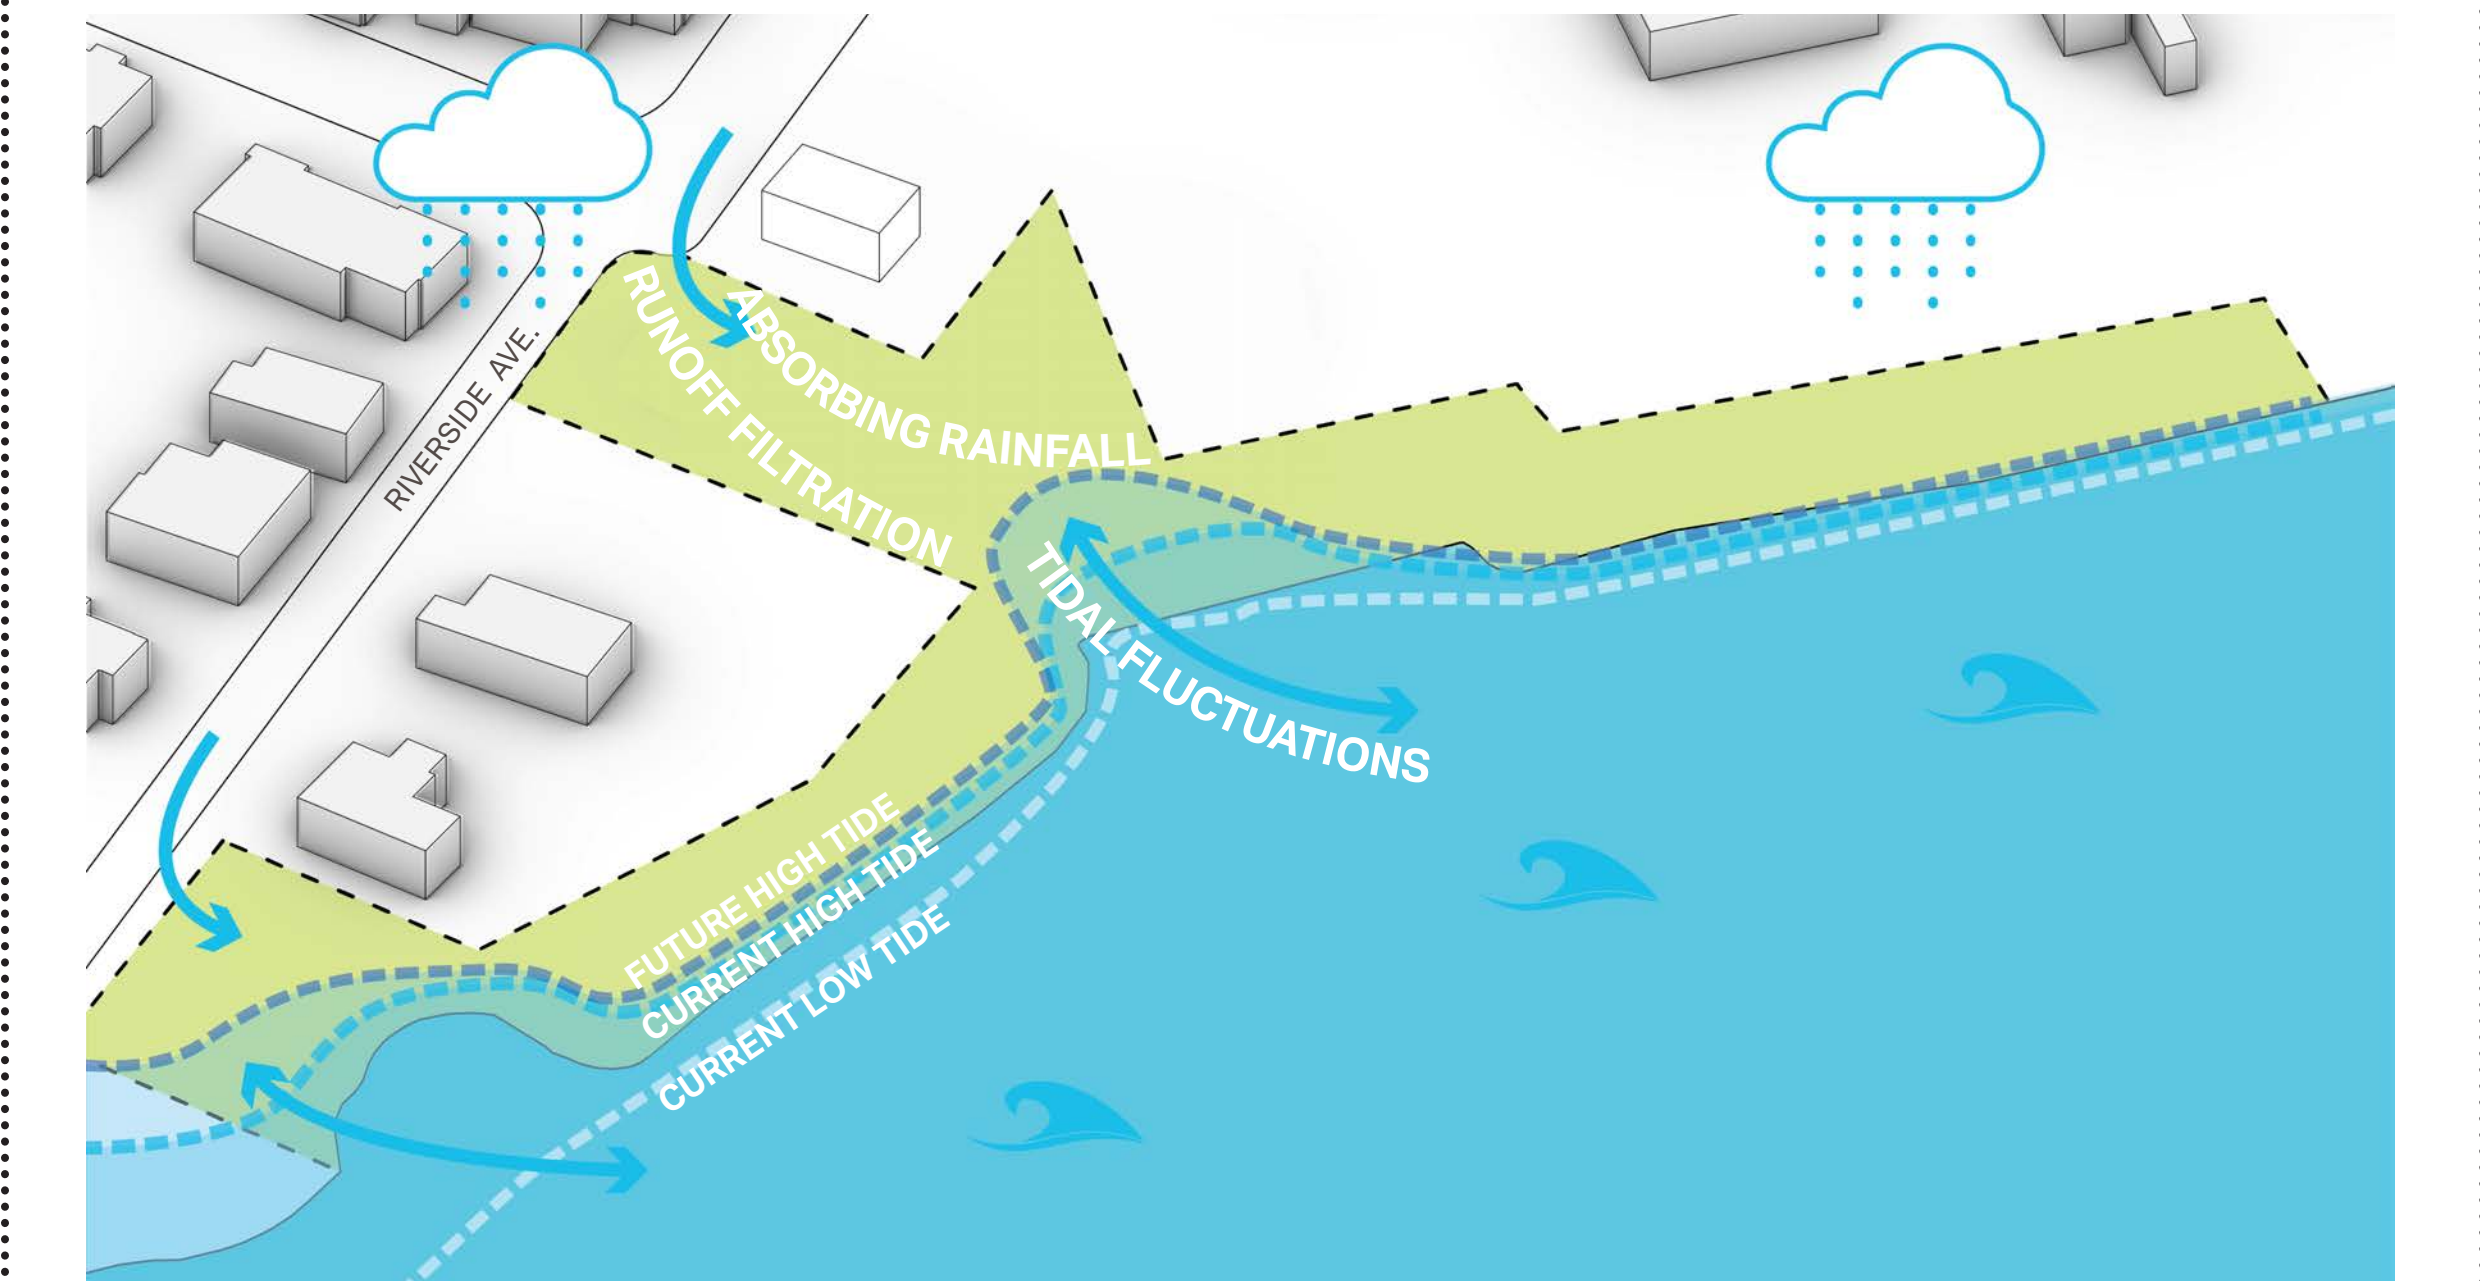 ABSORBING RAINFALL
RUNOFF FILTRATION
RIVERSIDE AVE.
TIDAL FLUCTUATIONS
FUTURE HIGH TIDE
CURRENT HIGH TIDE
CURRENT LOW TIDE